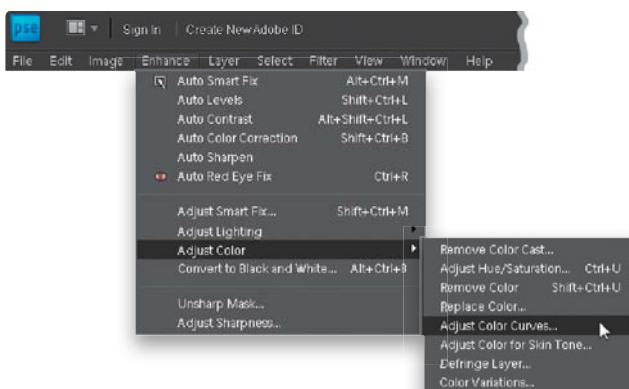 pse Sign In Create New Adobe ID
File Edit Image Enhance Layer Select Filter View Window Help
Auto Smart Fix Alt+Ctrl+M
Auto Levels Shift+Ctrl+L
Auto Contrast Alt+Shift+Ctrl+L
Auto Color Correction Shift+Ctrl+B
Auto Sharpen
Auto Red Eye Fix Ctrl+R
Adjust Smart Fix... Shift+Ctrl+M
Adjust Lighting
Adjust Color
Convert to Black and White... Alt+Ctrl+B
Unsharp Mask...
Adjust Sharpness...
Remove Color Cast...
Adjust Hue/Saturation... Ctrl+U
Remove Color Shift+Ctrl+U
Replace Color...
Adjust Color Curves...
Adjust Color for Skin Tone...
Defringe Layer...
Color Variations...